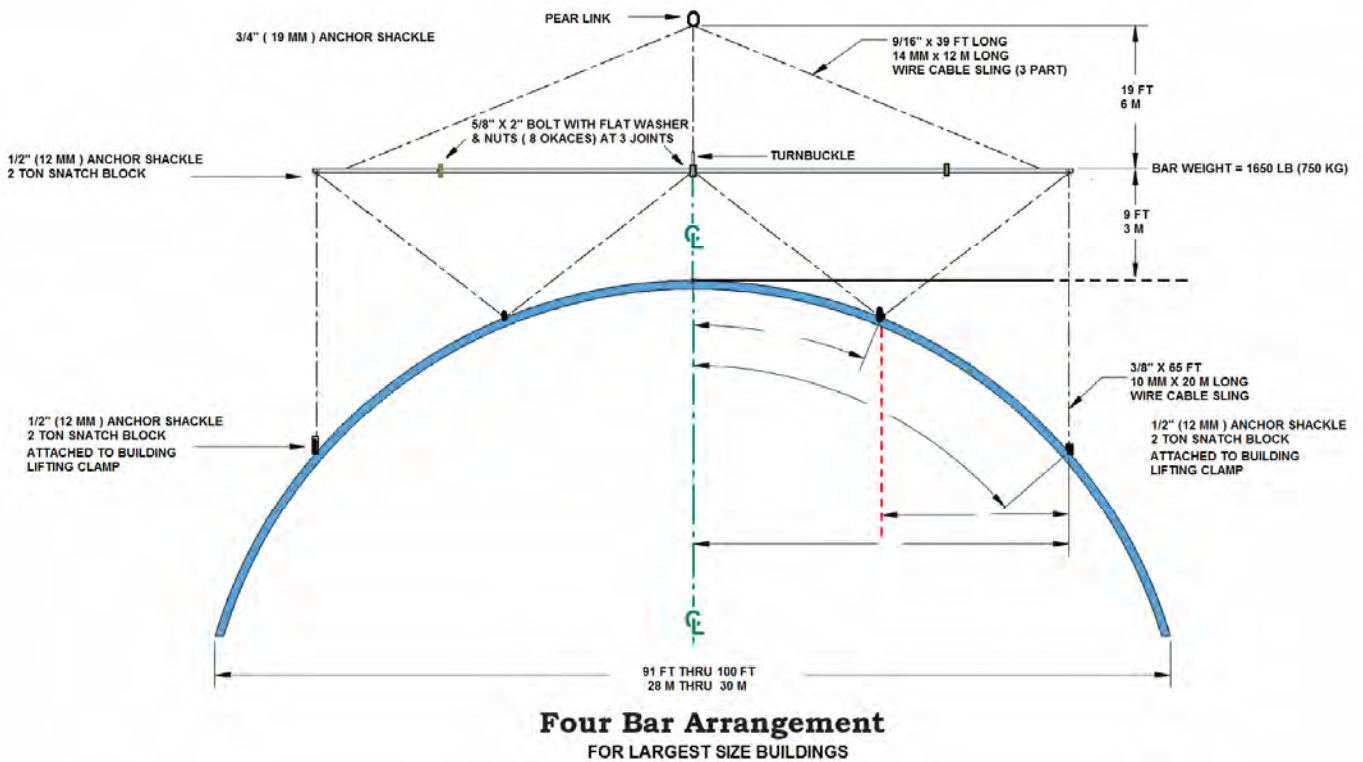 PEAR LINK
3/4" ( 19 MM ) ANCHOR SHACKLE
9/16" x 39 FT LONG
14 MM x 12 M LONG
WIRE CABLE SLING (3 PART)
19 FT
6 M
5/8" X 2" BOLT WITH FLAT WASHER
& NUTS ( 8 OKACES) AT 3 JOINTS
1/2" (12 MM ) ANCHOR SHACKLE
2 TON SNATCH BLOCK
TURNBUCKLE
BAR WEIGHT = 1650 LB (750 KG)
9 FT
3 M
CL
3/8" X 65 FT
10 MM X 20 M LONG
WIRE CABLE SLING
1/2" (12 MM ) ANCHOR SHACKLE
2 TON SNATCH BLOCK
ATTACHED TO BUILDING
LIFTING CLAMP
1/2" (12 MM ) ANCHOR SHACKLE
2 TON SNATCH BLOCK
ATTACHED TO BUILDING
LIFTING CLAMP
CL
91 FT THRU 100 FT
28 M THRU 30 M
Four Bar Arrangement
FOR LARGEST SIZE BUILDINGS